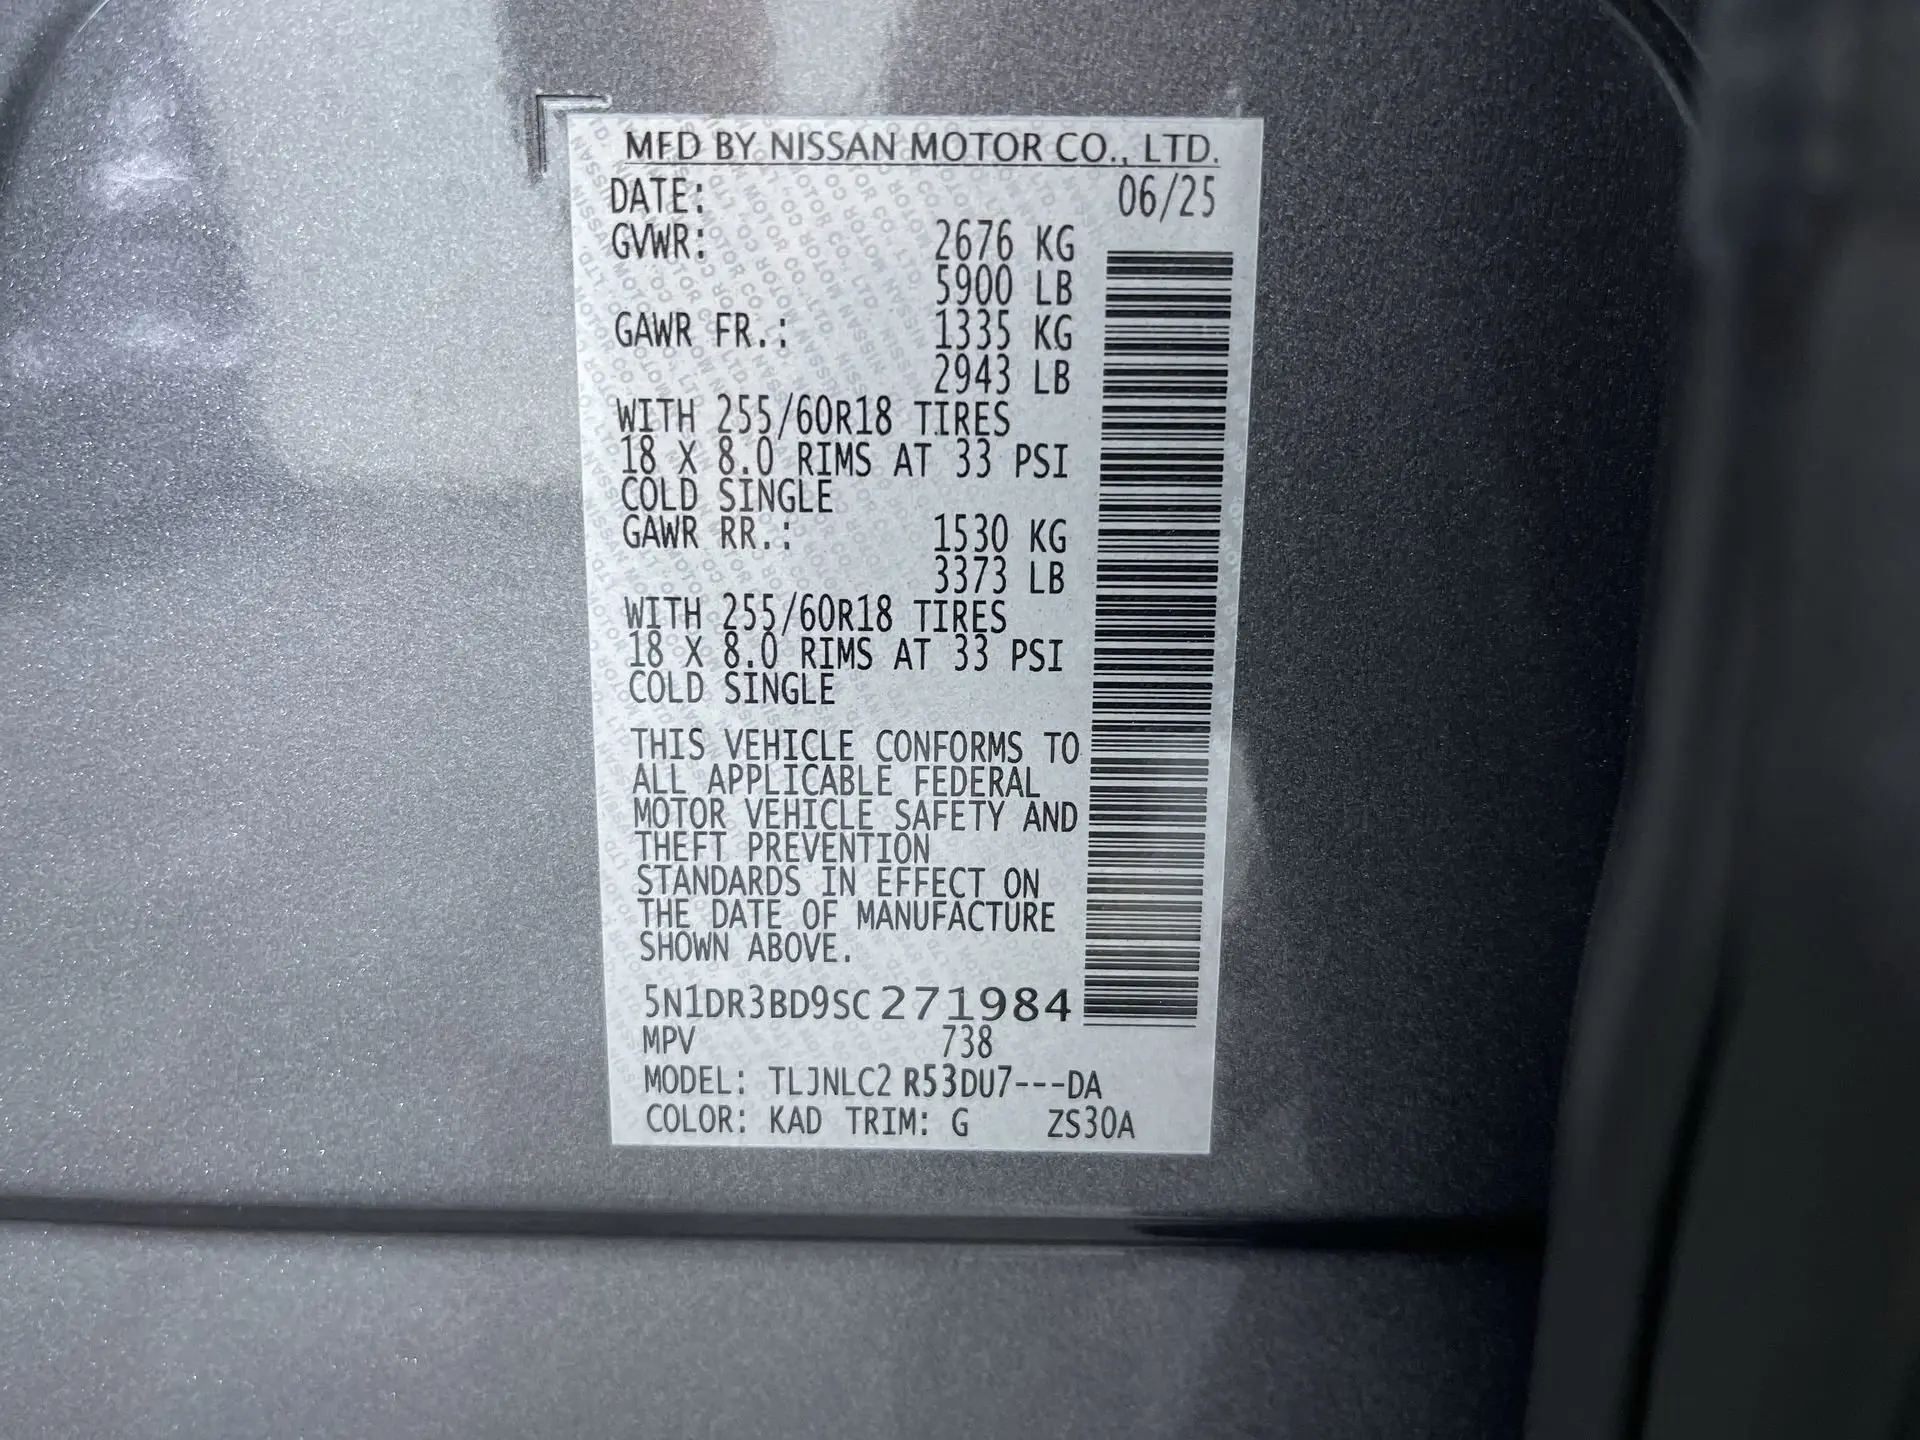 MFD BY NISSAN MOTOR CO., LTD.
DATE: 06/25
GVWR: 2676 KG
5900 LB
GAWR FR.: 1335 KG
2943 LB
WITH 255/60R18 TIRES
18 X 8.0 RIMS AT 33 PSI
COLD SINGLE
GAWR RR.: 1530 KG
3373 LB
WITH 255/60R18 TIRES
18 X 8.0 RIMS AT 33 PSI
COLD SINGLE
THIS VEHICLE CONFORMS TO
ALL APPLICABLE FEDERAL
MOTOR VEHICLE SAFETY AND
THEFT PREVENTION
STANDARDS IN EFFECT ON
THE DATE OF MANUFACTURE
SHOWN ABOVE.
5N1DR3BD9SC271984
MPV 738
MODEL: TLJNLC2 R53DU7---DA
COLOR: KAD TRIM: G ZS30A